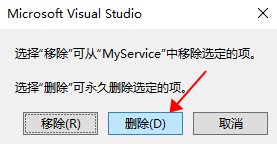 Microsoft Visual Studio
选择“移除”可从“MyService”中移除选定的项。
选择“删除”可永久删除选定的项。
移除(R) 删除(D) 取消